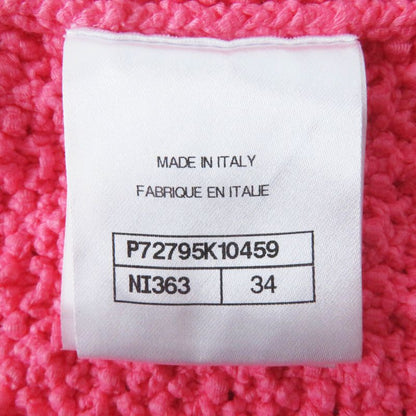 MADE IN ITALY
FABRIQUE EN ITALIE
P72795K10459
NI363 34